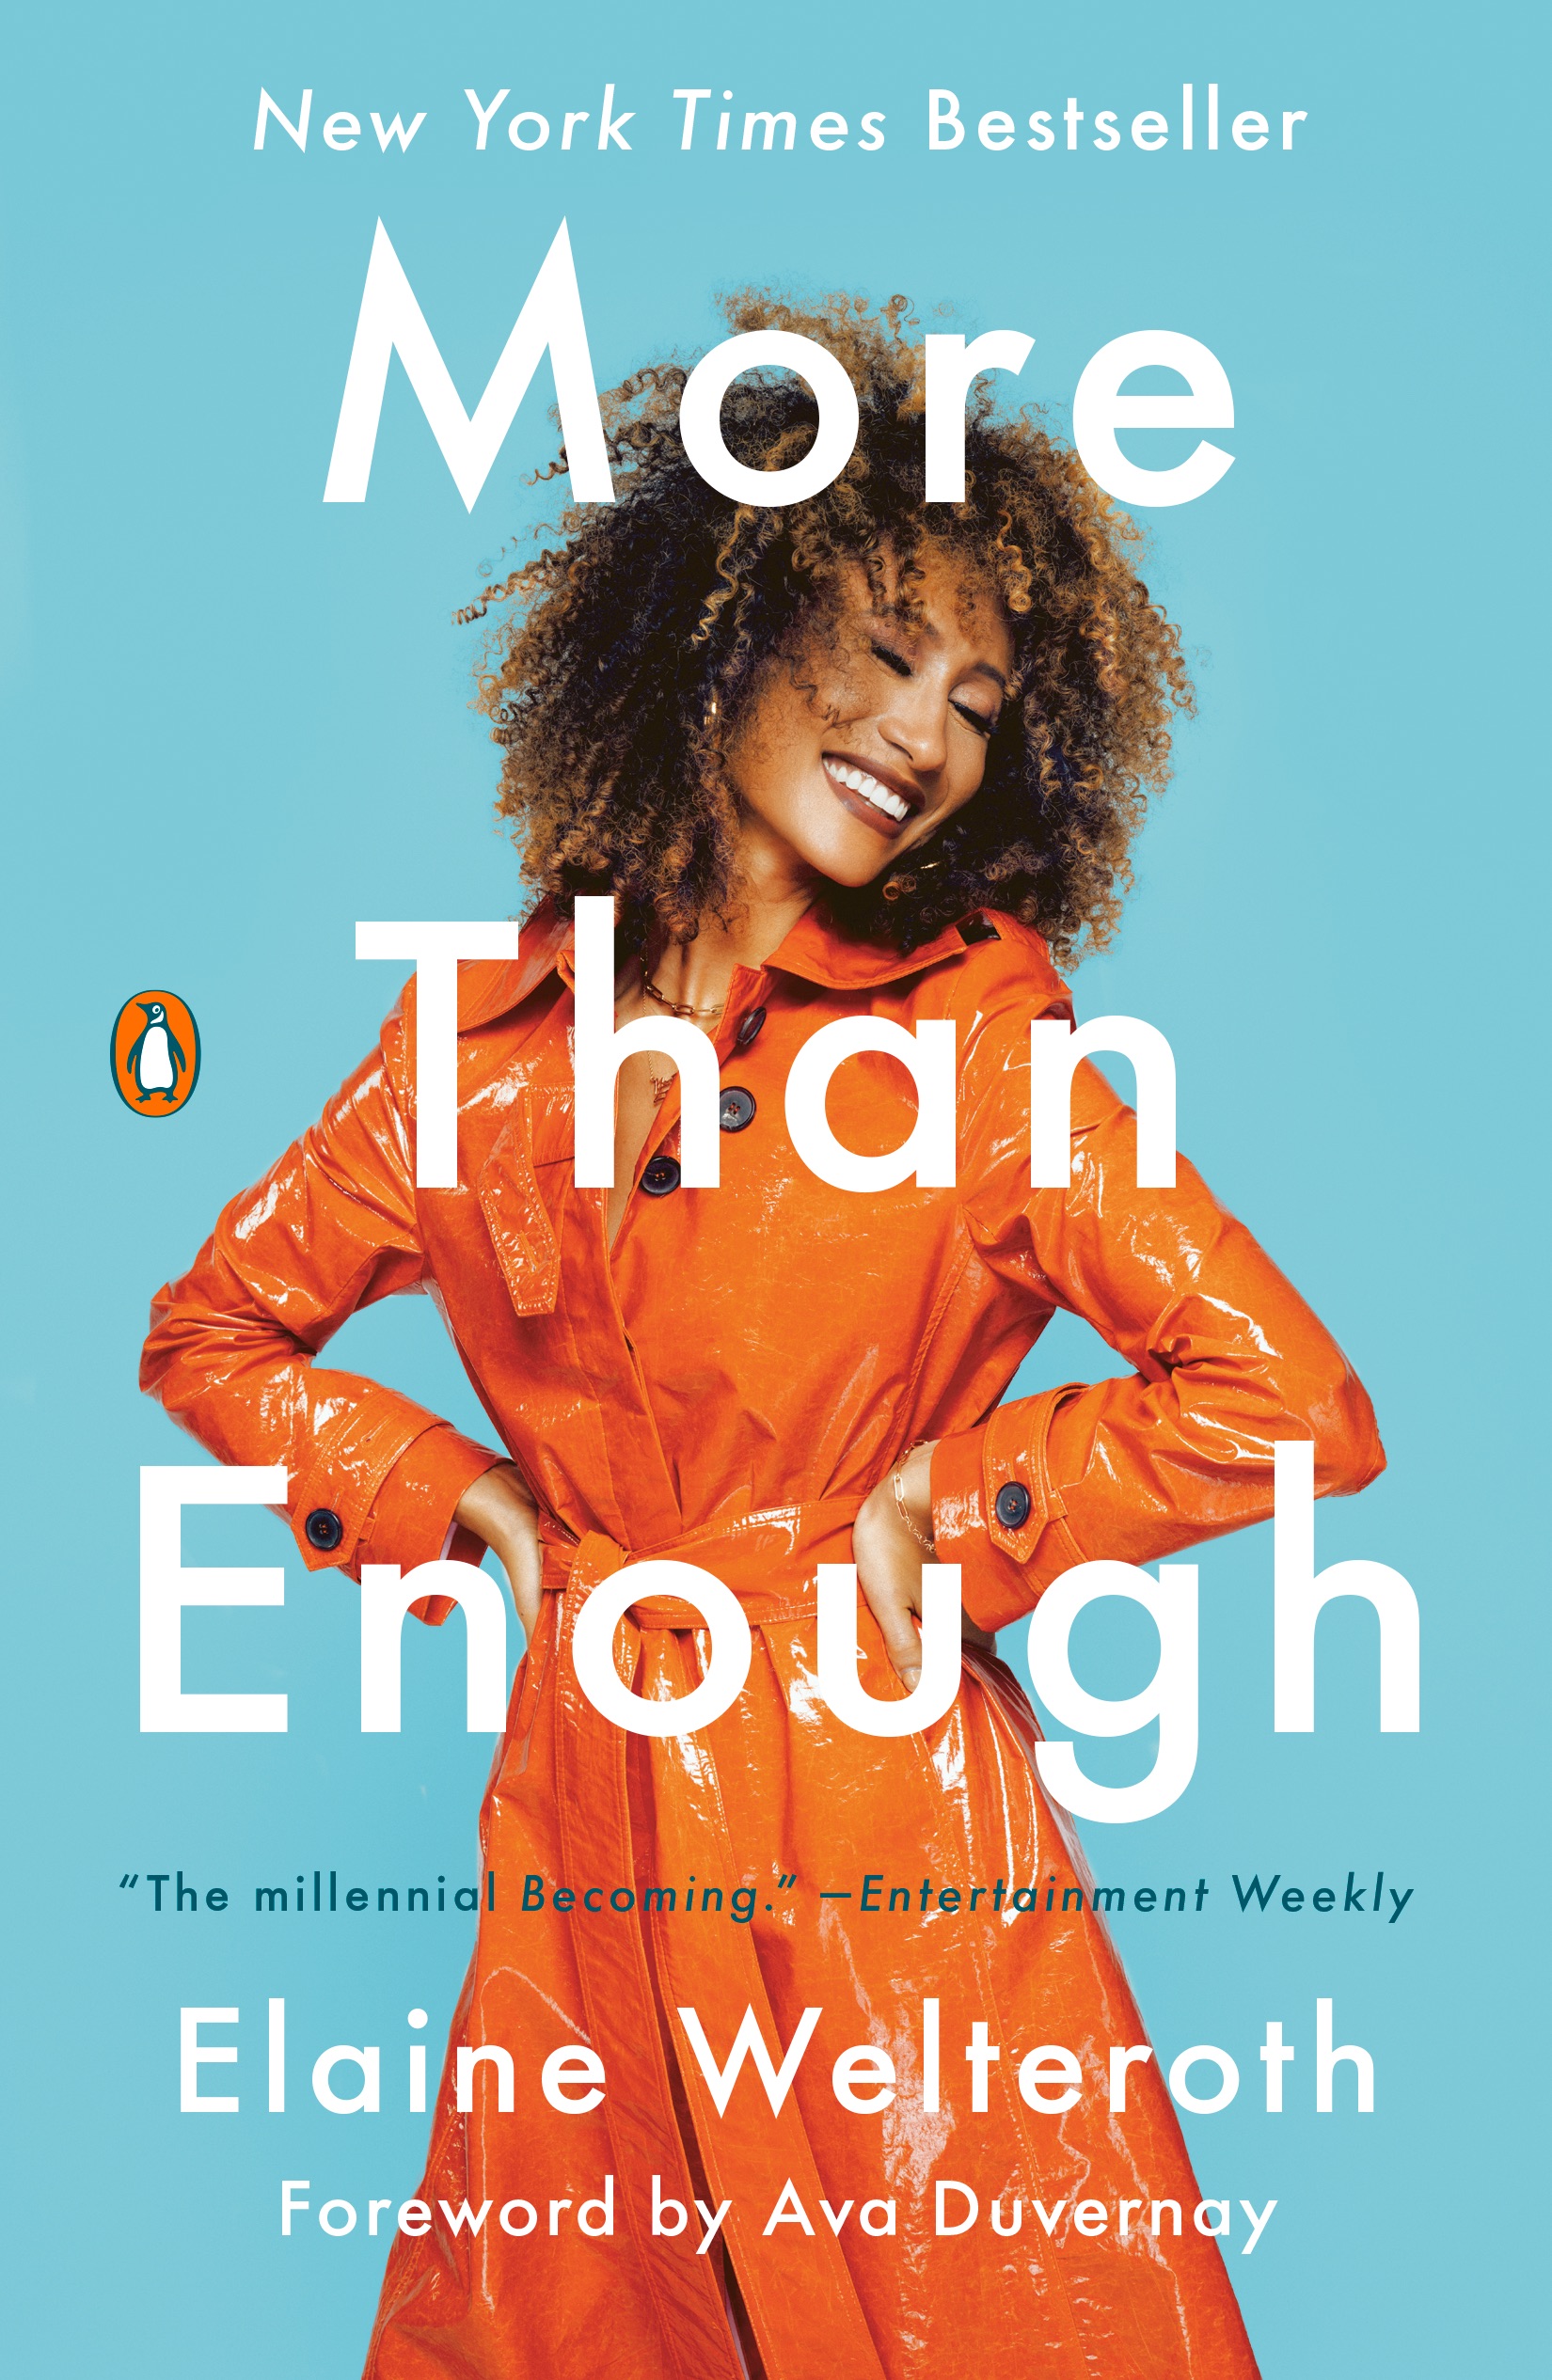 New York Times Bestseller
More
Than
Enough
“The millennial Becoming.” —Entertainment Weekly
Elaine Welteroth
Foreword by Ava Duvernay